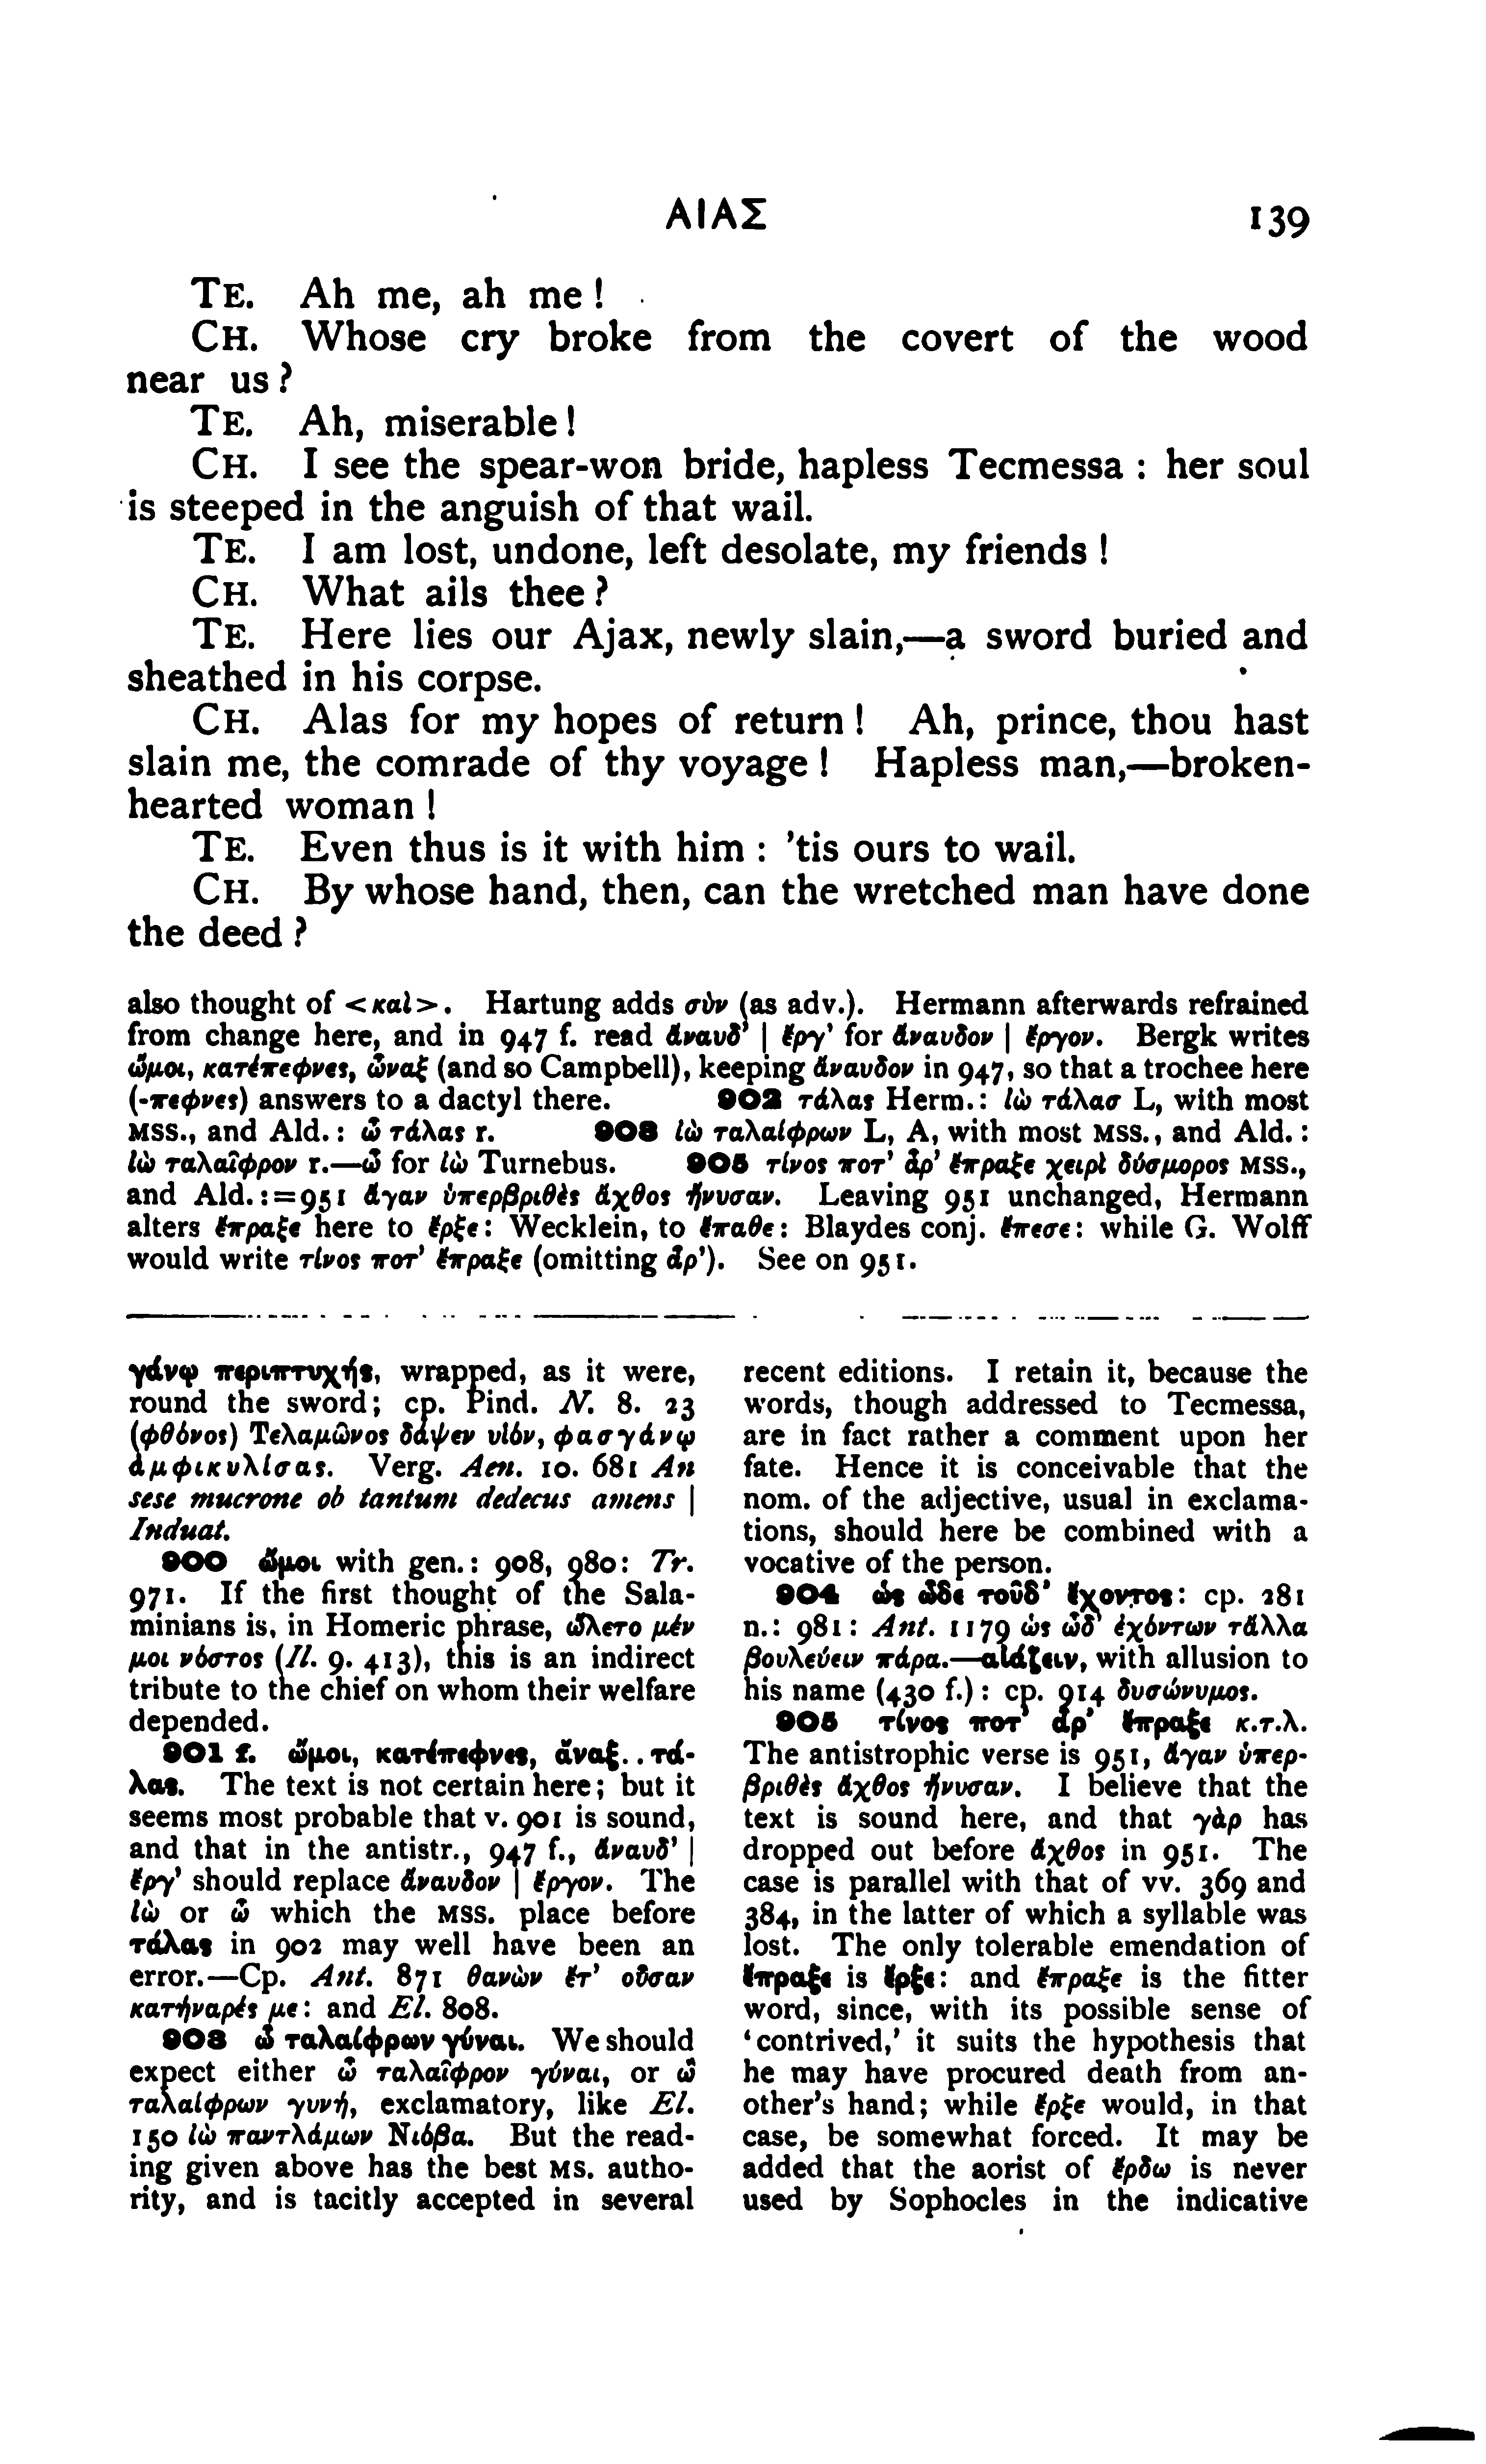 ΑΙΑΣ 139
TE. Ah me, ah me!
CH. Whose cry broke from the covert of the wood
near us?
TE. Ah, miserable!
CH. I see the spear-won bride, hapless Tecmessa : her soul
is steeped in the anguish of that wail.
TE. I am lost, undone, left desolate, my friends!
CH. What ails thee?
TE. Here lies our Ajax, newly slain,—a sword buried and
sheathed in his corpse.
CH. Alas for my hopes of return! Ah, prince, thou hast
slain me, the comrade of thy voyage! Hapless man,—broken-
hearted woman!
TE. Even thus is it with him : 'tis ours to wail.
CH. By whose hand, then, can the wretched man have done
the deed?
also thought of <καὶ>. Hartung adds σὺν (as adv.). Hermann afterwards refrained
from change here, and in 947 f. read ἄναυδ' | ἔργ' for ἄναυδον | ἔργον. Bergk writes
ὤμοι, κατέπεφνες, ὦναξ (and so Campbell), keeping ἄναυδον in 947, so that a trochee here
(-πεφνες) answers to a dactyl there. 902 τάλας Herm.: ἰὼ τάλασ L, with most
MSS., and Ald.: ὦ τάλας r. 903 ἰὼ ταλαίφρων L, A, with most MSS., and Ald.:
ἰὼ ταλαῖφρον r.—ὦ for ἰὼ Turnebus. 905 τίνος ποτ' ἆρ' ἔπραξε χειρὶ δύσμορος MSS.,
and Ald.:=951 ἄγαν ὑπερβριθὲς ἄχθος ἤνυσαν. Leaving 951 unchanged, Hermann
alters ἔπραξε here to ἔρξε: Wecklein, to ἔπαθε: Blaydes conj. ἔπεσε: while G. Wolff
would write τίνος ποτ' ἔπραξε (omitting ἆρ'). See on 951.
γάνῳ περιπτυχής, wrapped, as it were,
round the sword; cp. Pind. N. 8. 23
(φθόνος) Τελαμῶνος δάψεν υἱόν, φασγάνῳ
ἀμφικυλίσας. Verg. Aen. 10. 681 An
sese mucrone ob tantum dedecus amens |
Induat.
900 ὤμοι with gen.: 908, 980: Tr.
971. If the first thought of the Sala-
minians is, in Homeric phrase, ὤλετο μέν
μοι νόστος (Il. 9. 413), this is an indirect
tribute to the chief on whom their welfare
depended.
901 f. ὤμοι, κατέπεφνες, ἄναξ..τά-
λας. The text is not certain here; but it
seems most probable that v. 901 is sound,
and that in the antistr., 947 f., ἄναυδ' |
ἔργ' should replace ἄναυδον | ἔργον. The
ἰὼ or ὦ which the MSS. place before
τάλας in 902 may well have been an
error.—Cp. Ant. 871 θανὼν ἔτ' οὖσαν
κατήναρές με: and El. 808.
903 ὦ ταλαίφρων γύναι. We should
expect either ὦ ταλαῖφρον γύναι, or ὦ
ταλαίφρων γυνή, exclamatory, like El.
150 ἰὼ παντλάμων Νιόβα. But the read-
ing given above has the best MS. autho-
rity, and is tacitly accepted in several
recent editions. I retain it, because the
words, though addressed to Tecmessa,
are in fact rather a comment upon her
fate. Hence it is conceivable that the
nom. of the adjective, usual in exclama-
tions, should here be combined with a
vocative of the person.
904 ὡς ὧδε τοῦδ' ἔχοντος: cp. 281
n.: 981: Ant. 1179 ὡς ὧδ' ἐχόντων τἄλλα
βουλεύειν πάρα.—αἰάζειν, with allusion to
his name (430 f.): cp. 914 δυσώνυμος.
905 τίνος ποτ' ἆρ' ἔπραξε κ.τ.λ.
The antistrophic verse is 951, ἄγαν ὑπερ-
βριθὲς ἄχθος ἤνυσαν. I believe that the
text is sound here, and that γὰρ has
dropped out before ἄχθος in 951. The
case is parallel with that of vv. 369 and
384, in the latter of which a syllable was
lost. The only tolerable emendation of
ἔπραξε is ἔρξε: and ἔπραξε is the fitter
word, since, with its possible sense of
'contrived,' it suits the hypothesis that
he may have procured death from an-
other's hand; while ἔρξε would, in that
case, be somewhat forced. It may be
added that the aorist of ἔρδω is never
used by Sophocles in the indicative